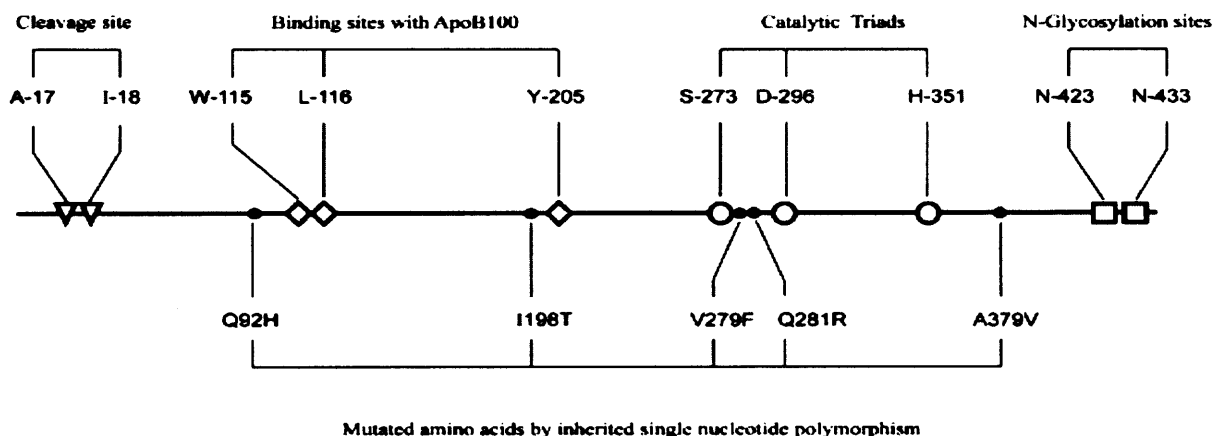 Cleavage site Binding sites with ApoB100 Catalytic Triads N-Glycosylation sites
A-17 I-18 W-115 L-116 Y-205 S-273 D-296 H-351 N-423 N-433
Q92H I198T V279F Q281R A379V
Mutated amino acids by inherited single nucleotide polymorphism